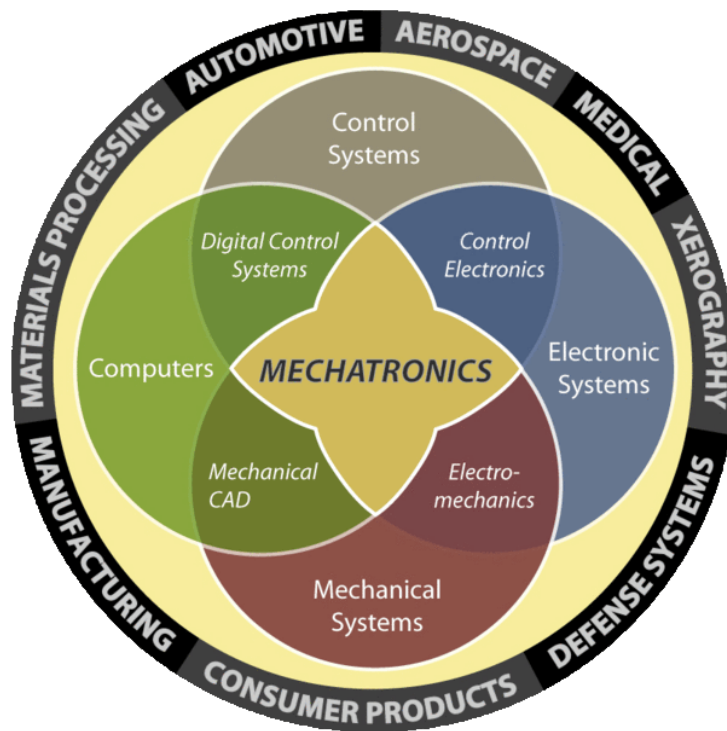 AUTOMOTIVE
AEROSPACE
MEDICAL
XEROGRAPHY
DEFENSE SYSTEMS
CONSUMER PRODUCTS
MANUFACTURING
MATERIALS PROCESSING
Control
Systems
Digital Control
Systems
Control
Electronics
Computers
MECHATRONICS
Electronic
Systems
Mechanical
CAD
Electro-
mechanics
Mechanical
Systems